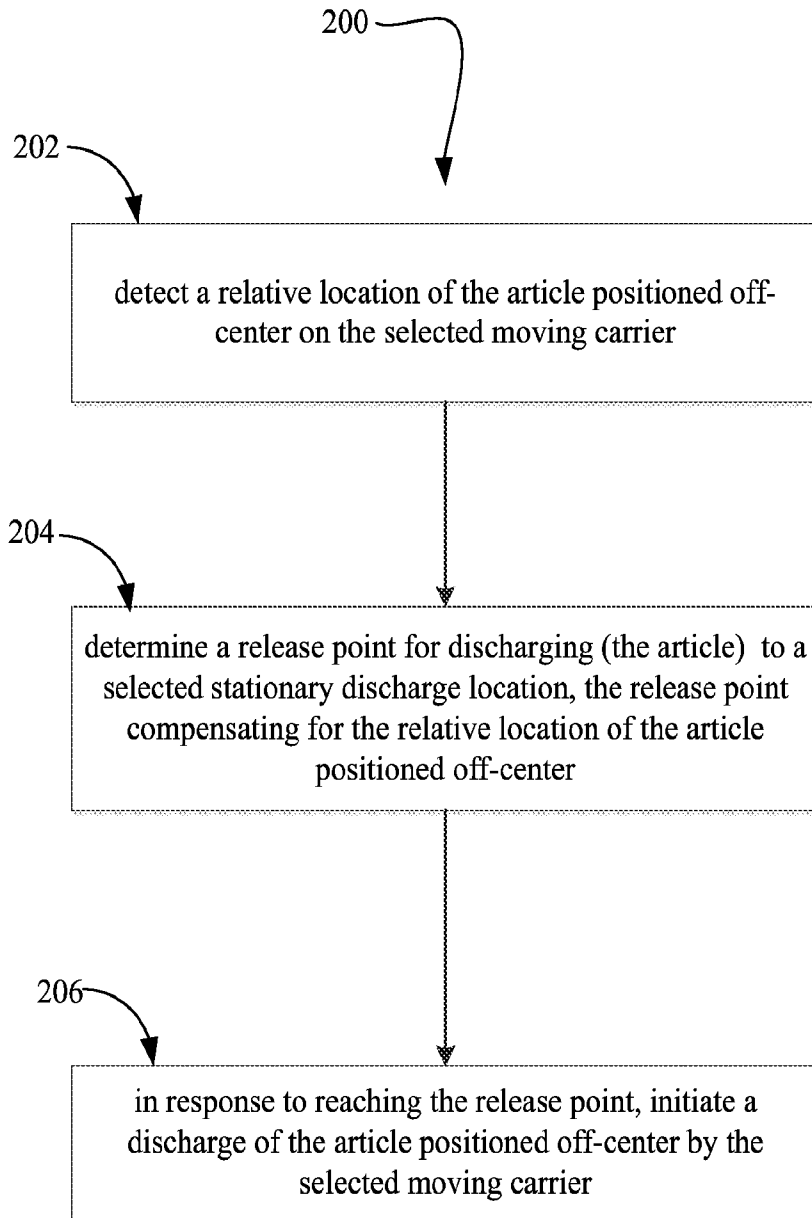 200
202
detect a relative location of the article positioned off-
center on the selected moving carrier
204
determine a release point for discharging (the article) to a
selected stationary discharge location, the release point
compensating for the relative location of the article
positioned off-center
206
in response to reaching the release point, initiate a
discharge of the article positioned off-center by the
selected moving carrier